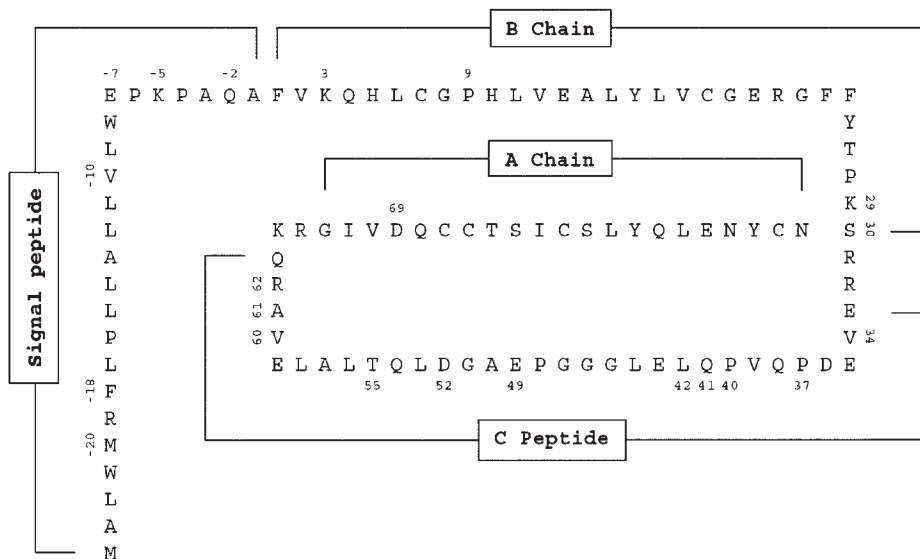 B Chain
-7 -5 -2 3 9
E P K P A Q A F V K Q H L C G P H L V E A L Y L V C G E R G F F
W Y
L T
A Chain
-10 V P
L K 29
69
L K R G I V D Q C C T S I C S L Y Q L E N Y C N S 30
A Q R
L 62 R R
Signal peptide
L 61 A E
P 60 V V 34
L E L A L T Q L D G A E P G G G L E L Q P V Q P D E
55 52 49 42 41 40 37
-18 F
R
-20 M
C Peptide
W
L
A
M